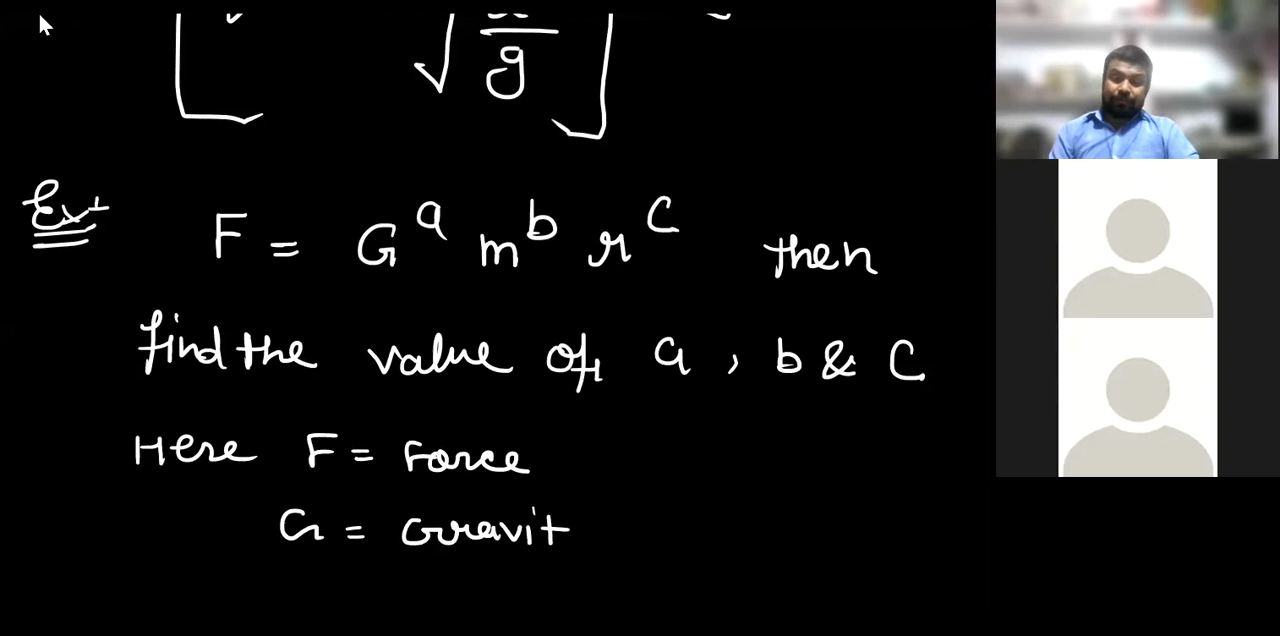 √ g
Ex:
F = G^a m^b r^c then
find the value of a, b & c
Here F = Force
G = Gravit